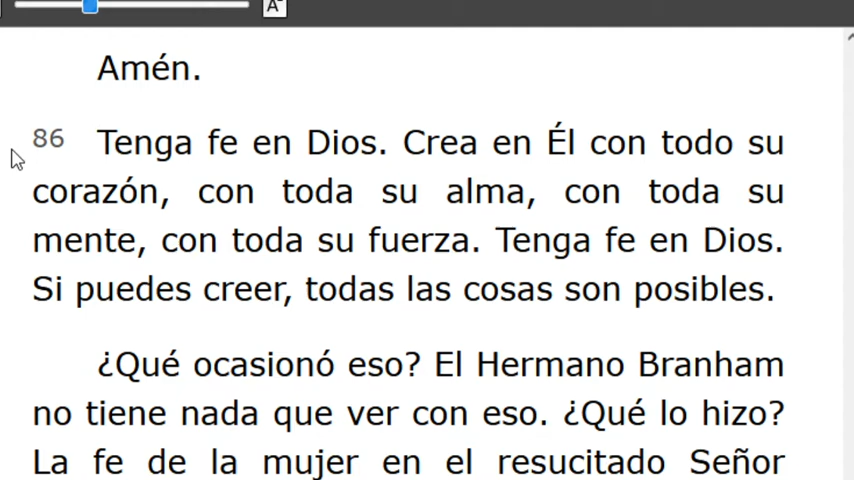 A
Amén.
86 Tenga fe en Dios. Crea en Él con todo su
corazón, con toda su alma, con toda su
mente, con toda su fuerza. Tenga fe en Dios.
Si puedes creer, todas las cosas son posibles.
¿Qué ocasionó eso? El Hermano Branham
no tiene nada que ver con eso. ¿Qué lo hizo?
La fe de la mujer en el resucitado Señor